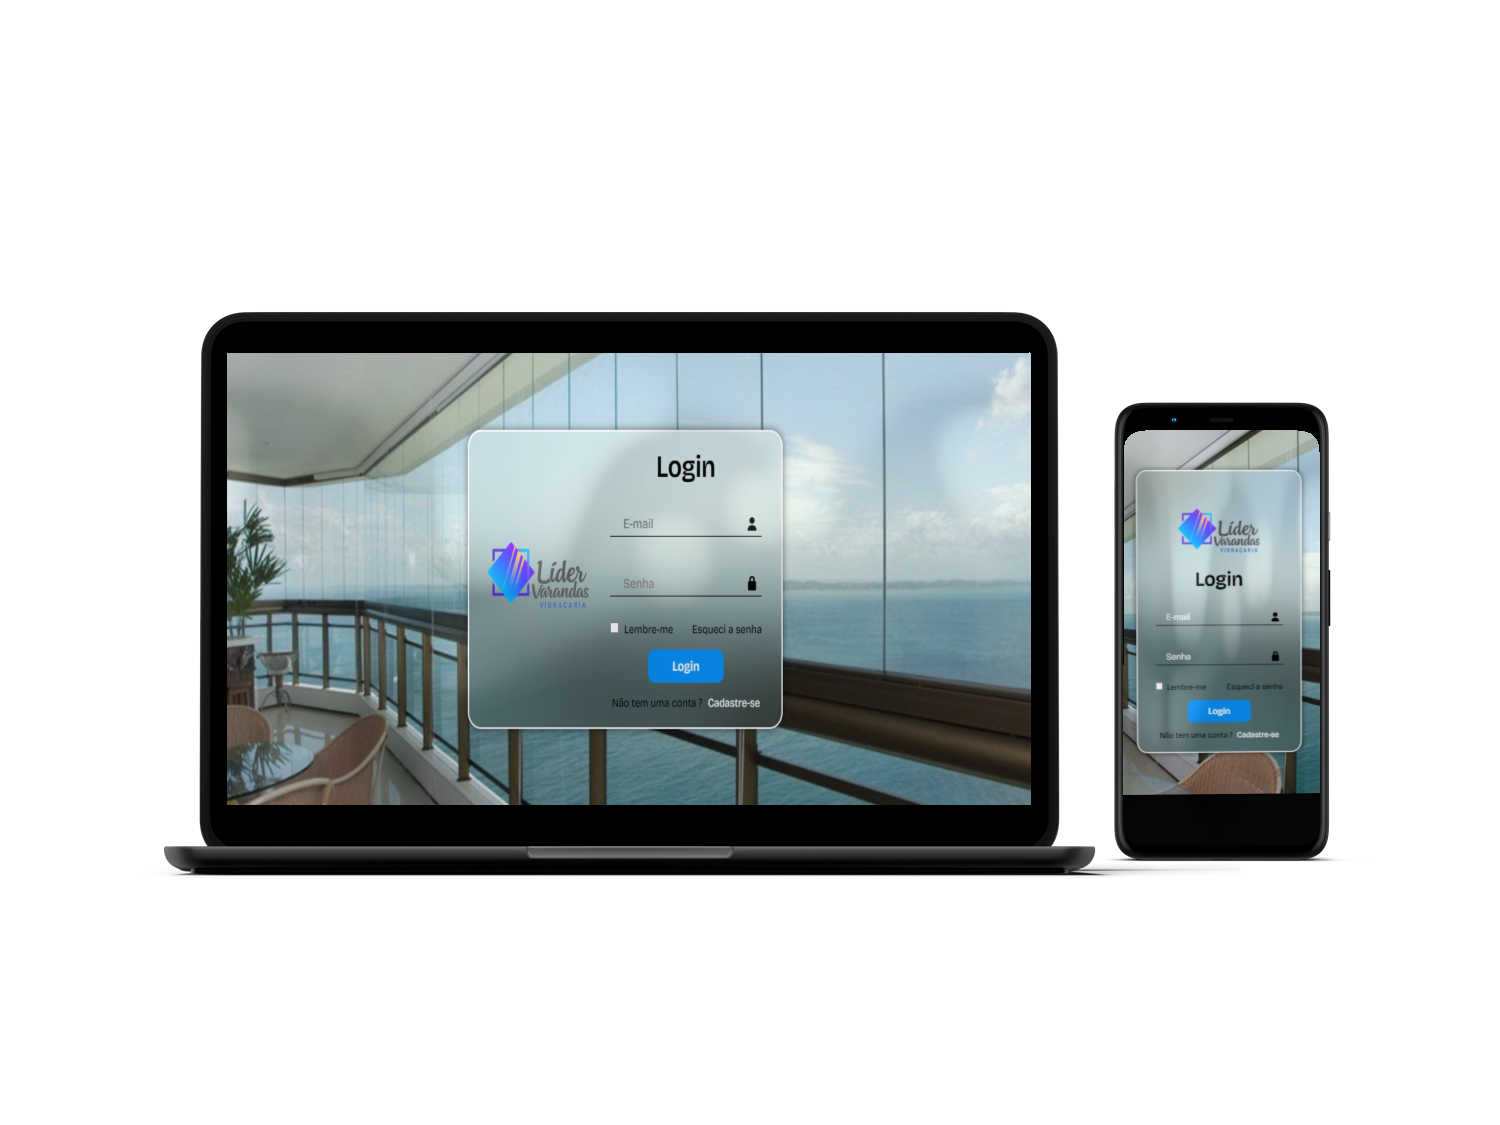 Login
E-mail
Líder
Varandas
VIDRAÇARIA
Senha
Lembre-me Esqueci a senha
Login
Não tem uma conta ? Cadastre-se
Líder
Varandas
VIDRAÇARIA
Login
E-mail
Senha
Lembre-me Esqueci a senha
Login
Não tem uma conta ? Cadastre-se